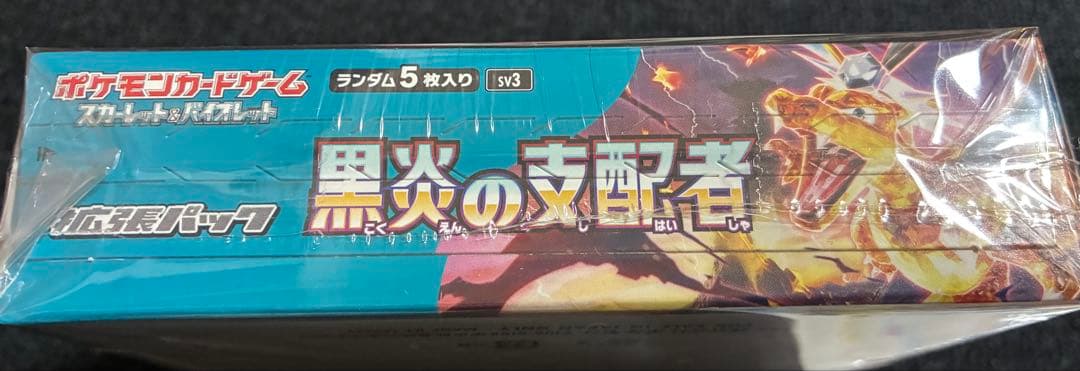 ポケモンカードゲーム
スカーレット&バイオレット
ランダム5枚入り
sv3
拡張パック
黒炎の支配者
こく えん し はい しゃ